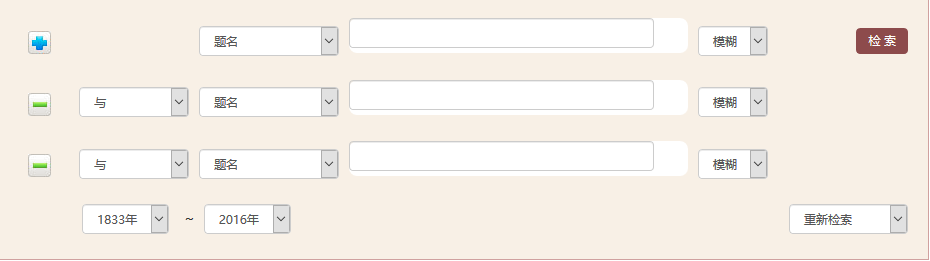 题名 模糊 检 索
与 题名 模糊
与 题名 模糊
1833年 ~ 2016年 重新检索